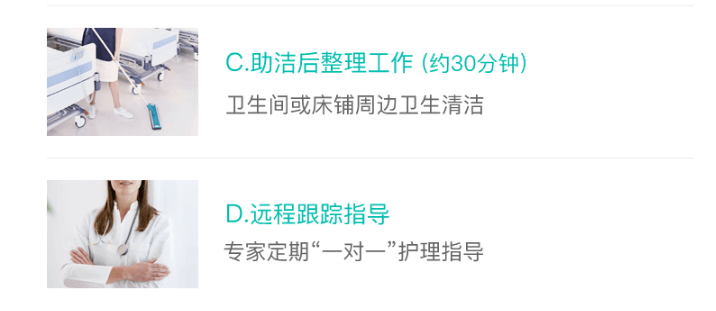 C.助洁后整理工作（约30分钟）
卫生间或床铺周边卫生清洁
D.远程跟踪指导
专家定期“一对一”护理指导